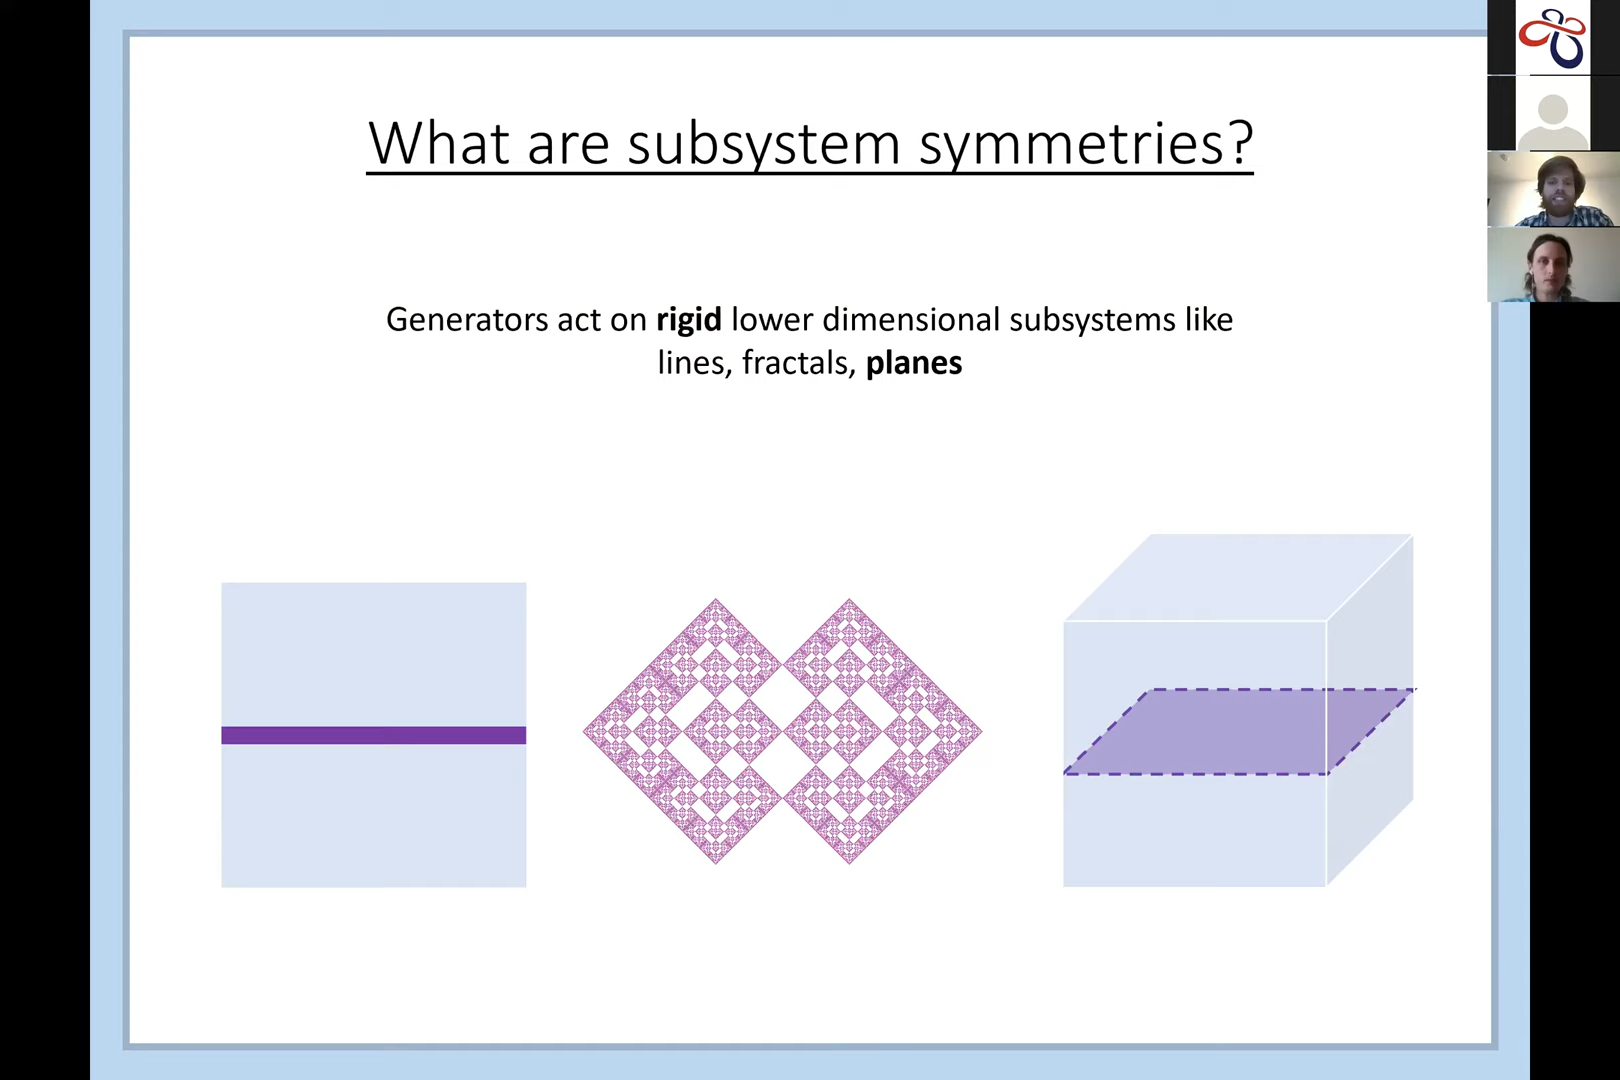 What are subsystem symmetries?
Generators act on rigid lower dimensional subsystems like
lines, fractals, planes